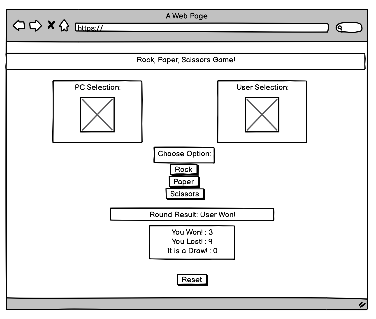 A Web Page
https://
Rock, Paper, Scissors Game!
PC Selection:
User Selection:
Choose Option:
Rock
Paper
Scissors
Round Result: User Won!
You Won! : 3
You Lost! : 9
It is a Draw! : 0
Reset